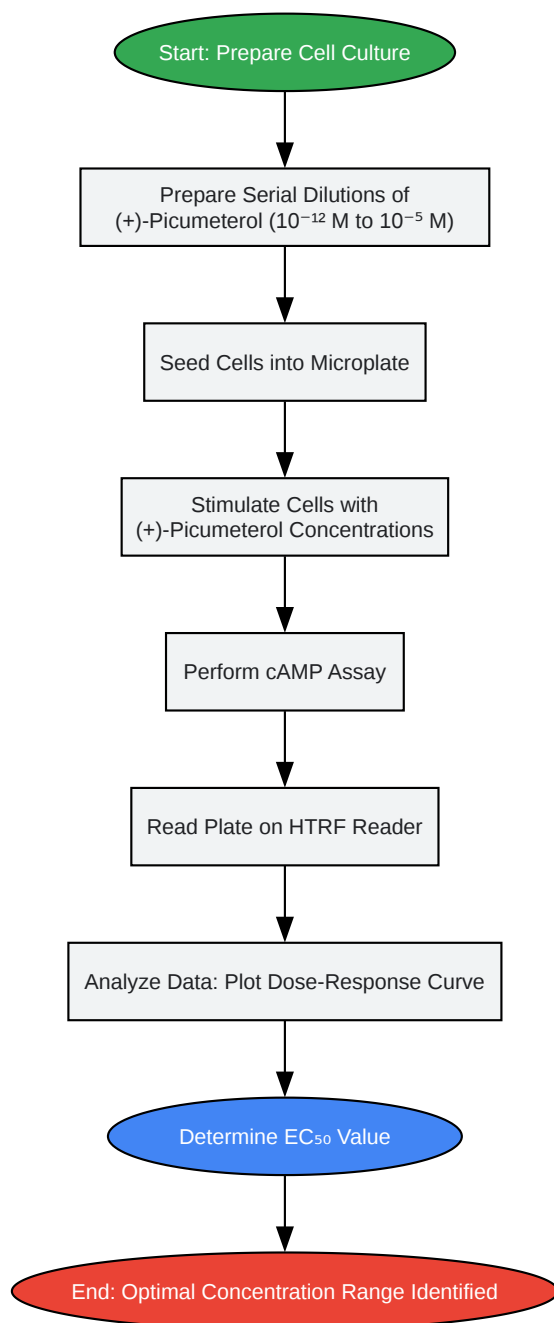 Start: Prepare Cell Culture
Prepare Serial Dilutions of
(+)-Picumeterol (10⁻¹² M to 10⁻⁵ M)
Seed Cells into Microplate
Stimulate Cells with
(+)-Picumeterol Concentrations
Perform cAMP Assay
Read Plate on HTRF Reader
Analyze Data: Plot Dose-Response Curve
Determine EC₅₀ Value
End: Optimal Concentration Range Identified